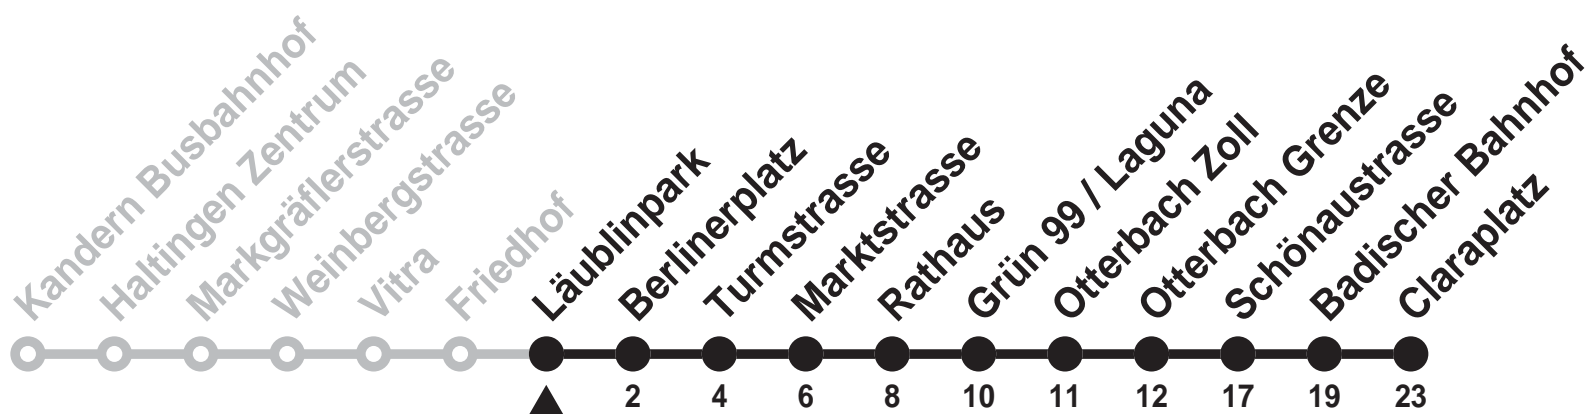 Kandern Busbahnhof
Haltingen Zentrum
Markgräflerstrasse
Weinbergstrasse
Vitra
Friedhof
Läublinpark
Berlinerplatz
Turmstrasse
Marktstrasse
Rathaus
Grün 99 / Laguna
Otterbach Zoll
Otterbach Grenze
Schönaustrasse
Badischer Bahnhof
Claraplatz
2 4 6 8 10 11 12 17 19 23